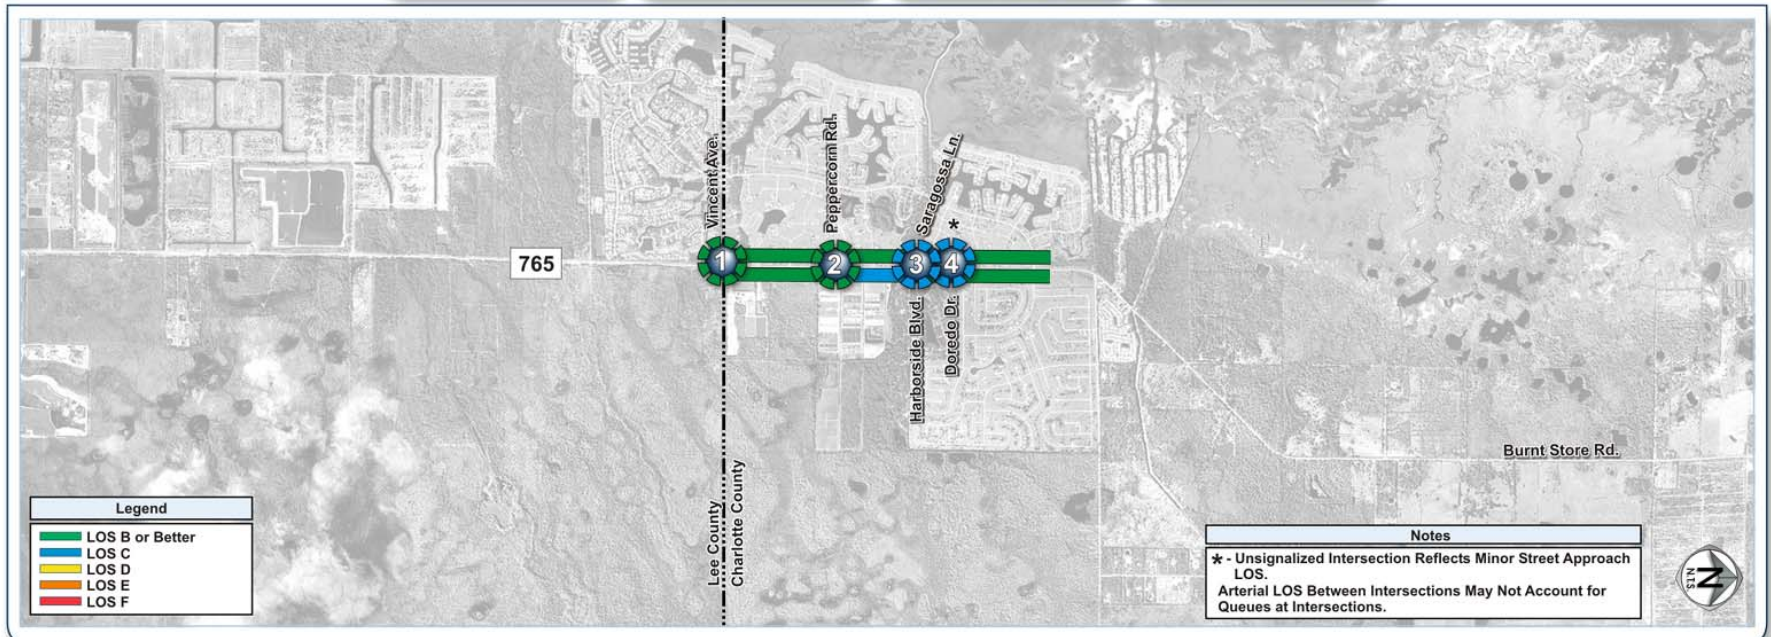 Vincent Ave.
Peppercorn Rd.
Saragossa Ln.
*
765
1
2
3
4
Harborside Blvd.
Doredo Dr.
Burnt Store Rd.
Lee County
Charlotte County
Legend
LOS B or Better
LOS C
LOS D
LOS E
LOS F
Notes
* - Unsignalized Intersection Reflects Minor Street Approach
LOS.
Arterial LOS Between Intersections May Not Account for
Queues at Intersections.
N
N.T.S